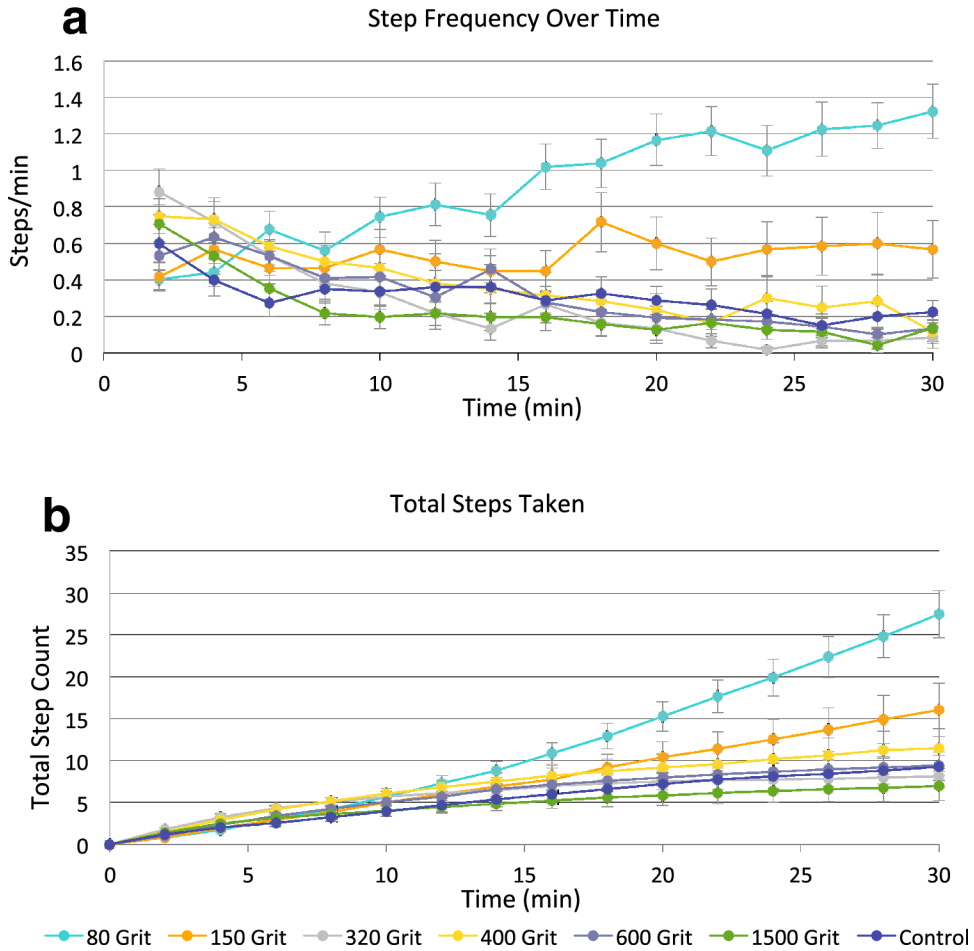 a
Step Frequency Over Time
1.6
1.4
1.2
1
0.8
0.6
0.4
0.2
0
Steps/min
0 5 10 15 20 25 30
Time (min)
b
Total Steps Taken
35
30
25
20
15
10
5
0
Total Step Count
0 5 10 15 20 25 30
Time (min)
80 Grit 150 Grit 320 Grit 400 Grit 600 Grit 1500 Grit Control